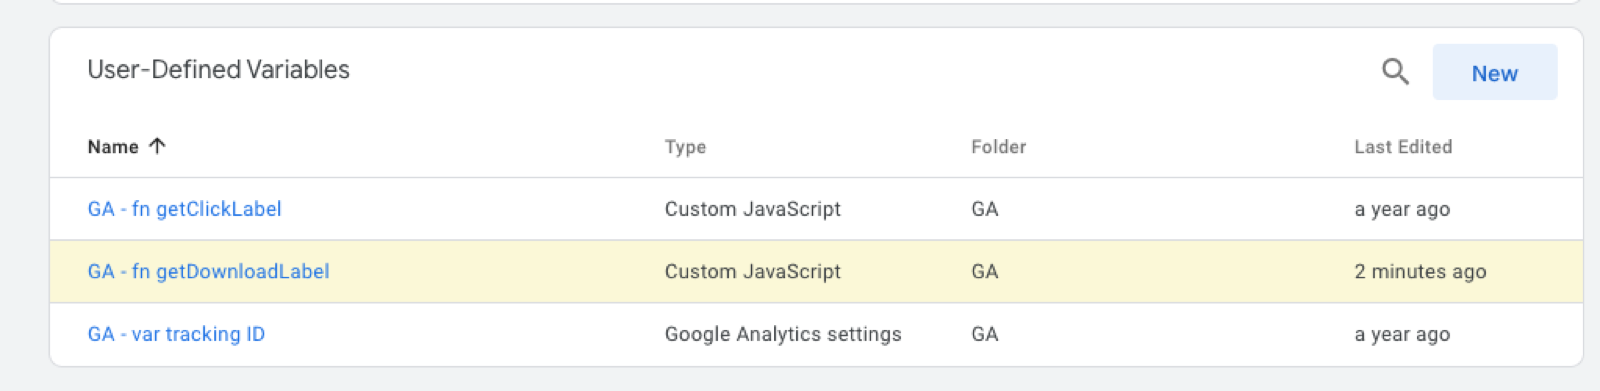 User-Defined Variables
New
Name Type Folder Last Edited
GA - fn getClickLabel Custom JavaScript GA a year ago
GA - fn getDownloadLabel Custom JavaScript GA 2 minutes ago
GA - var tracking ID Google Analytics settings GA a year ago